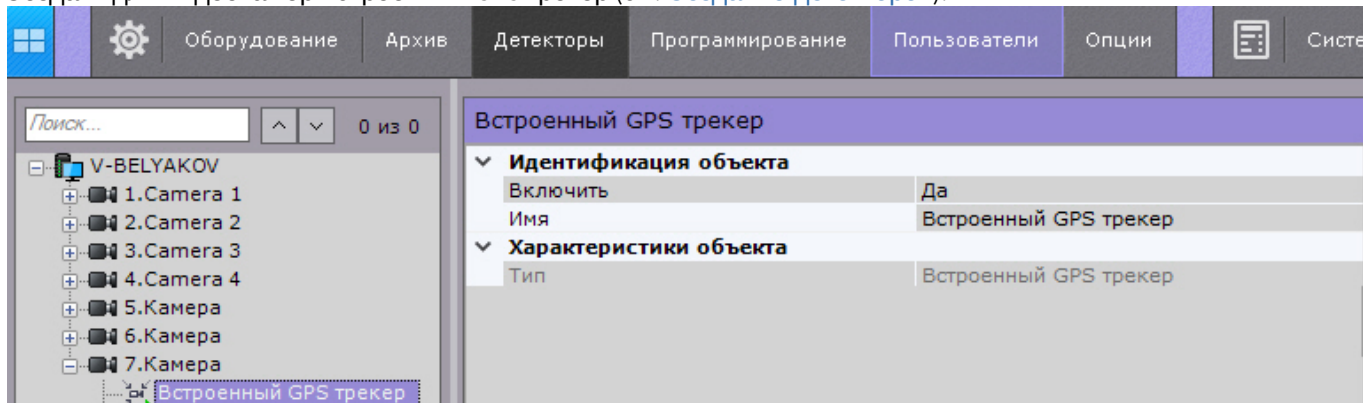 Оборудование Архив Детекторы Программирование Пользователи Опции
Поиск... 0 из 0
V-BELYAKOV
1.Camera 1
2.Camera 2
3.Camera 3
4.Camera 4
5.Камера
6.Камера
7.Камера
Встроенный GPS трекер
Встроенный GPS трекер
Идентификация объекта
Включить Да
Имя Встроенный GPS трекер
Характеристики объекта
Тип Встроенный GPS трекер